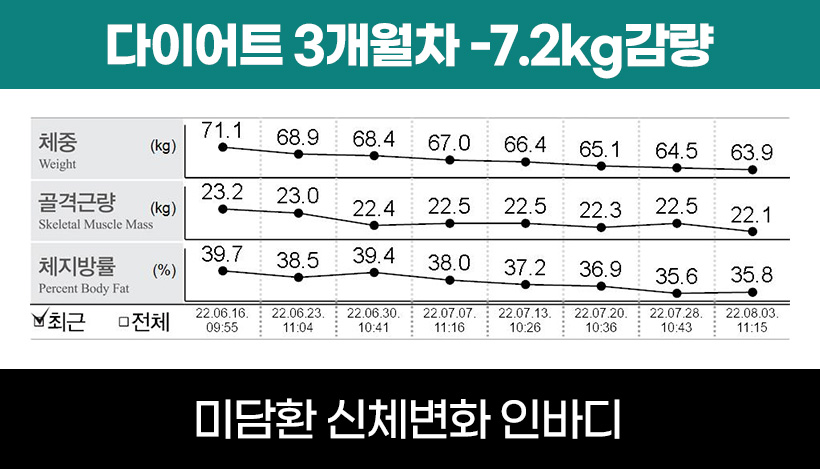 다이어트 3개월차 -7.2kg감량
체중 (kg) 71.1 68.9 68.4 67.0 66.4 65.1 64.5 63.9
Weight
골격근량 (kg) 23.2 23.0 22.4 22.5 22.5 22.3 22.5 22.1
Skeletal Muscle Mass
체지방률 (%) 39.7 38.5 39.4 38.0 37.2 36.9 35.6 35.8
Percent Body Fat
최근 전체 22.06.16. 22.06.23. 22.06.30. 22.07.07. 22.07.13. 22.07.20. 22.07.28. 22.08.03.
09:55 11:04 10:41 11:16 10:26 10:36 10:43 11:15
미담환 신체변화 인바디